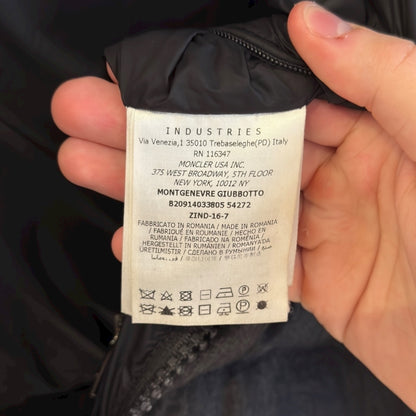 INDUSTRIES
Via Venezia,1 35010 Trebaseleghe(PD) Italy
RN 116347
MONCLER USA INC.
375 WEST BROADWAY, 5TH FLOOR
NEW YORK, 10012 NY
MONTGENEVRE GIUBBOTTO
B20914033805 54272
ZIND-16-7
FABBRICATO IN ROMANIA / MADE IN ROMANIA
/ FABRIQUÉ EN ROUMANIE / HECHO EN
RUMANÍA / FABRICADO NA ROMÉNIA /
HERGESTELLT IN RUMÄNIEN / ROMANYADA
ÜRETILMISTIR / СДЕЛАНО В РУМЫНИИ /